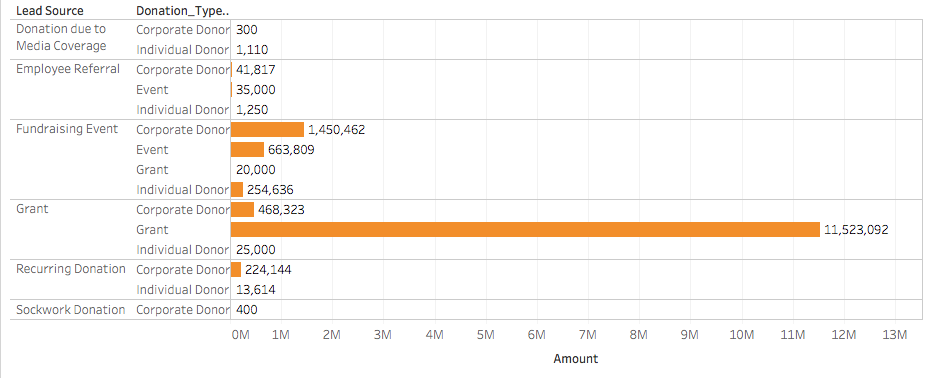 Lead Source Donation_Type..
Donation due to Media Coverage Corporate Donor 300
Individual Donor 1,110
Employee Referral Corporate Donor 41,817
Event 35,000
Individual Donor 1,250
Fundraising Event Corporate Donor 1,450,462
Event 663,809
Grant 20,000
Individual Donor 254,636
Grant Corporate Donor 468,323
Grant 11,523,092
Individual Donor 25,000
Recurring Donation Corporate Donor 224,144
Individual Donor 13,614
Sockwork Donation Corporate Donor 400
0M 1M 2M 3M 4M 5M 6M 7M 8M 9M 10M 11M 12M 13M
Amount